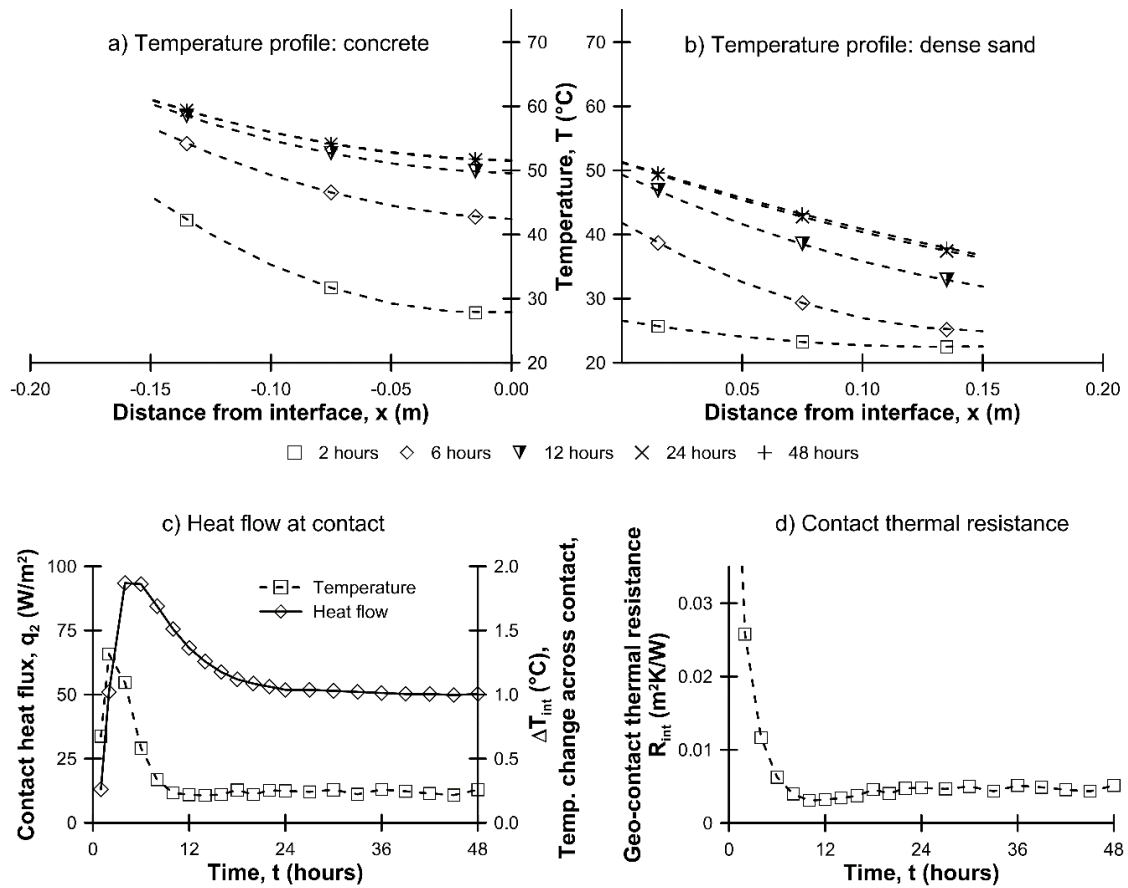 a) Temperature profile: concrete
b) Temperature profile: dense sand
70
60
50
40
30
20
Temperature, T (°C)
70
60
50
40
30
20
-0.20
-0.15
-0.10
-0.05
0.00
0.05
0.10
0.15
0.20
Distance from interface, x (m)
Distance from interface, x (m)
2 hours
6 hours
12 hours
24 hours
48 hours
c) Heat flow at contact
d) Contact thermal resistance
Contact heat flux, q₂ (W/m²)
100
75
50
25
0
Temperature
Heat flow
2.0
1.5
1.0
0.5
0.0
ΔT_int (°C),
Temp. change across contact,
0
12
24
36
48
Time, t (hours)
Geo-contact thermal resistance
R_int (m²K/W)
0.03
0.02
0.01
0
0
12
24
36
48
Time, t (hours)